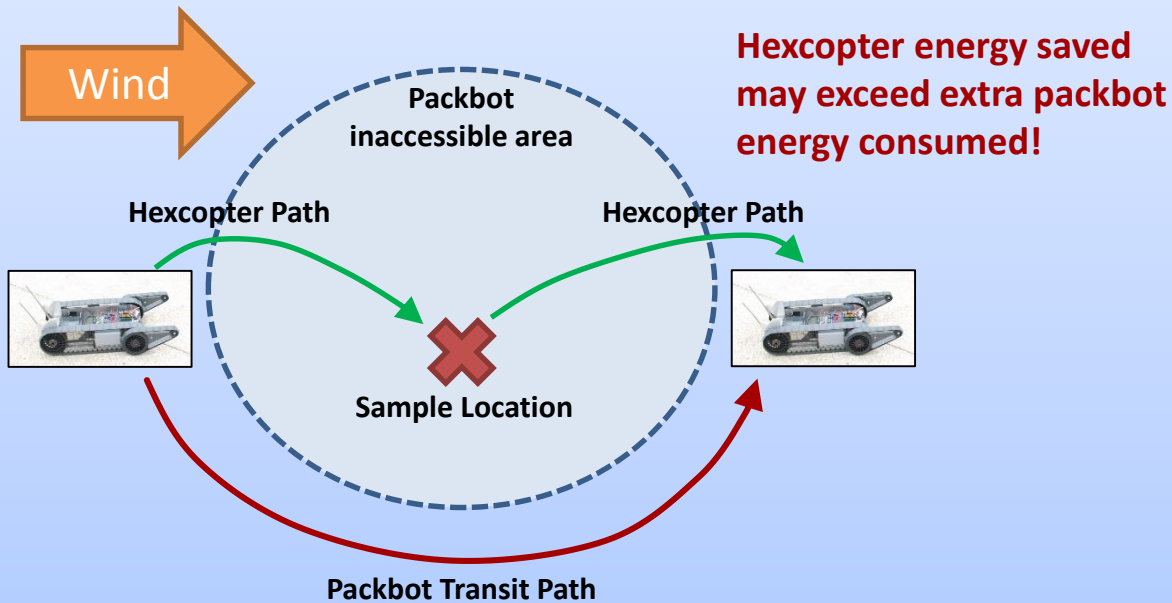 Wind
Hexcopter energy saved
may exceed extra packbot
energy consumed!
Packbot
inaccessible area
Hexcopter Path
Hexcopter Path
Sample Location
Packbot Transit Path